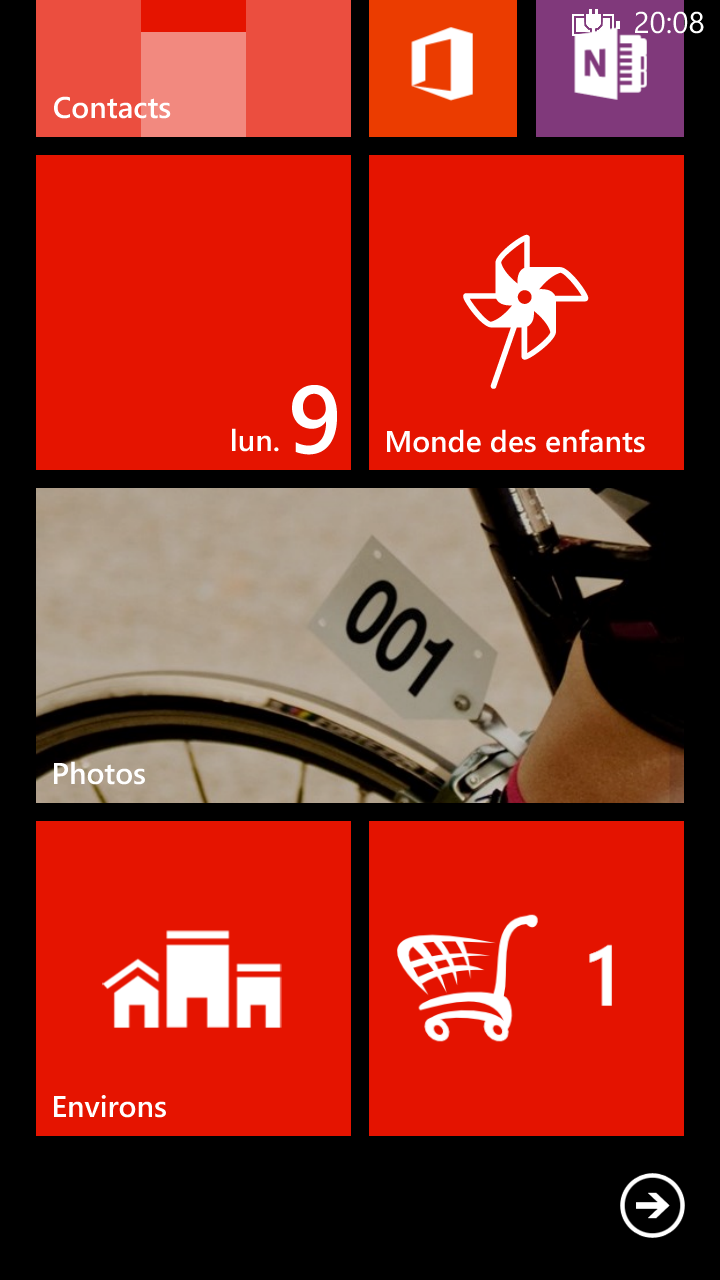 20:08
N
Contacts
lun. 9
Monde des enfants
001
Photos
1
Environs